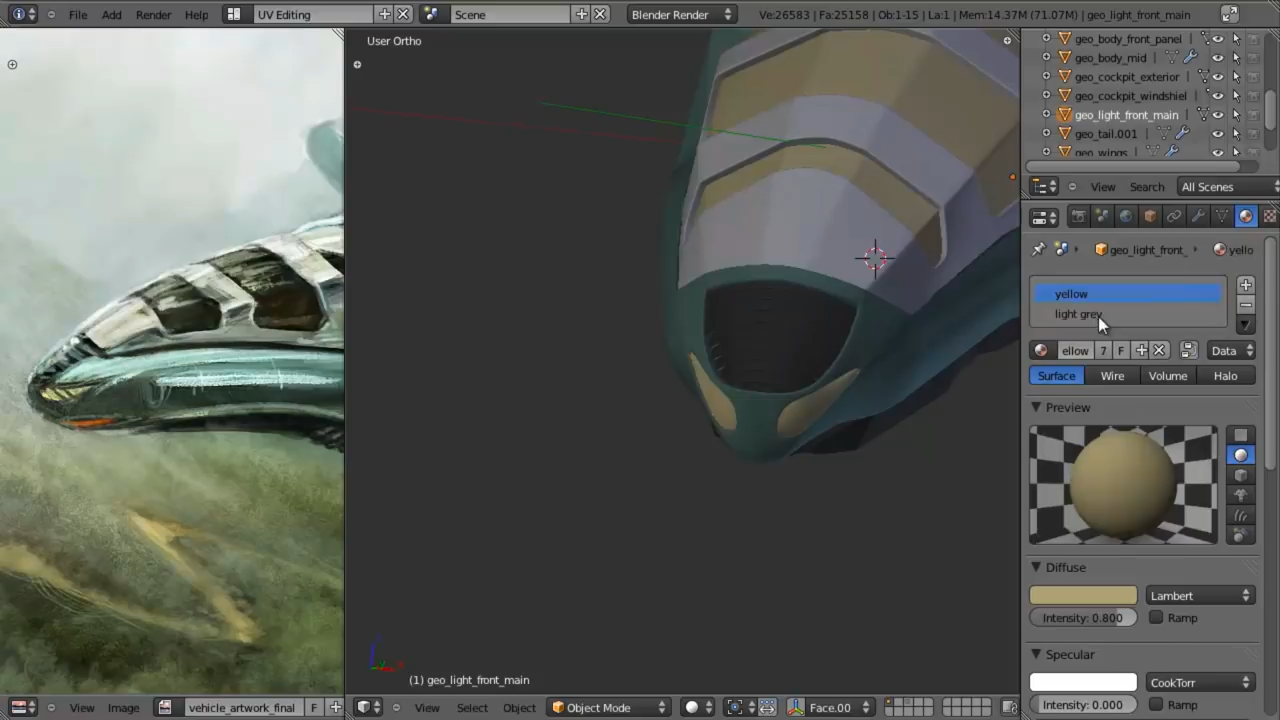 File Add Render Help UV Editing Scene Blender Render Ve:26583 | Fa:25158 | Ob:1-15 | La:1 | Mem:14.37M (71.07M) | geo_light_front_main
User Ortho
geo_body_front_panel
geo_body_mid
geo_cockpit_exterior
geo_cockpit_windshiel
geo_light_front_main
geo_tail.001
geo_wings
View Search All Scenes
geo_light_front_ yello
yellow
light grey
ellow 7 F Data
Surface Wire Volume Halo
Preview
Diffuse
Lambert
Intensity: 0.800 Ramp
Specular
CookTorr
Intensity: 0.000 Ramp
(1) geo_light_front_main
View Image vehicle_artwork_final F View Select Object Object Mode Face.00